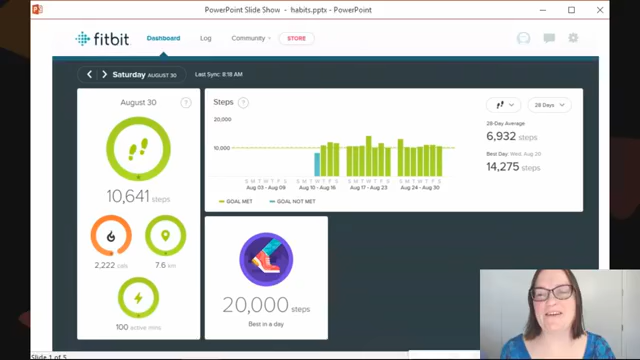 PowerPoint Slide Show - habits.pptx - PowerPoint
fitbit
Dashboard
Log
Community
STORE
Saturday AUGUST 30
Last Sync: 8:18 AM
August 30
10,641 steps
2,222 cals
7.6 km
100 active mins
Steps
28 Days
20,000
10,000
S M T W T F S
S M T W T F S
S M T W T F S
S M T W T F S
Aug 03 - Aug 09
Aug 10 - Aug 16
Aug 17 - Aug 23
Aug 24 - Aug 30
GOAL MET
GOAL NOT MET
28-Day Average
6,932 steps
Best Day: Wed, Aug 20
14,275 steps
20,000 steps
Best in a day
Slide 1 of 5